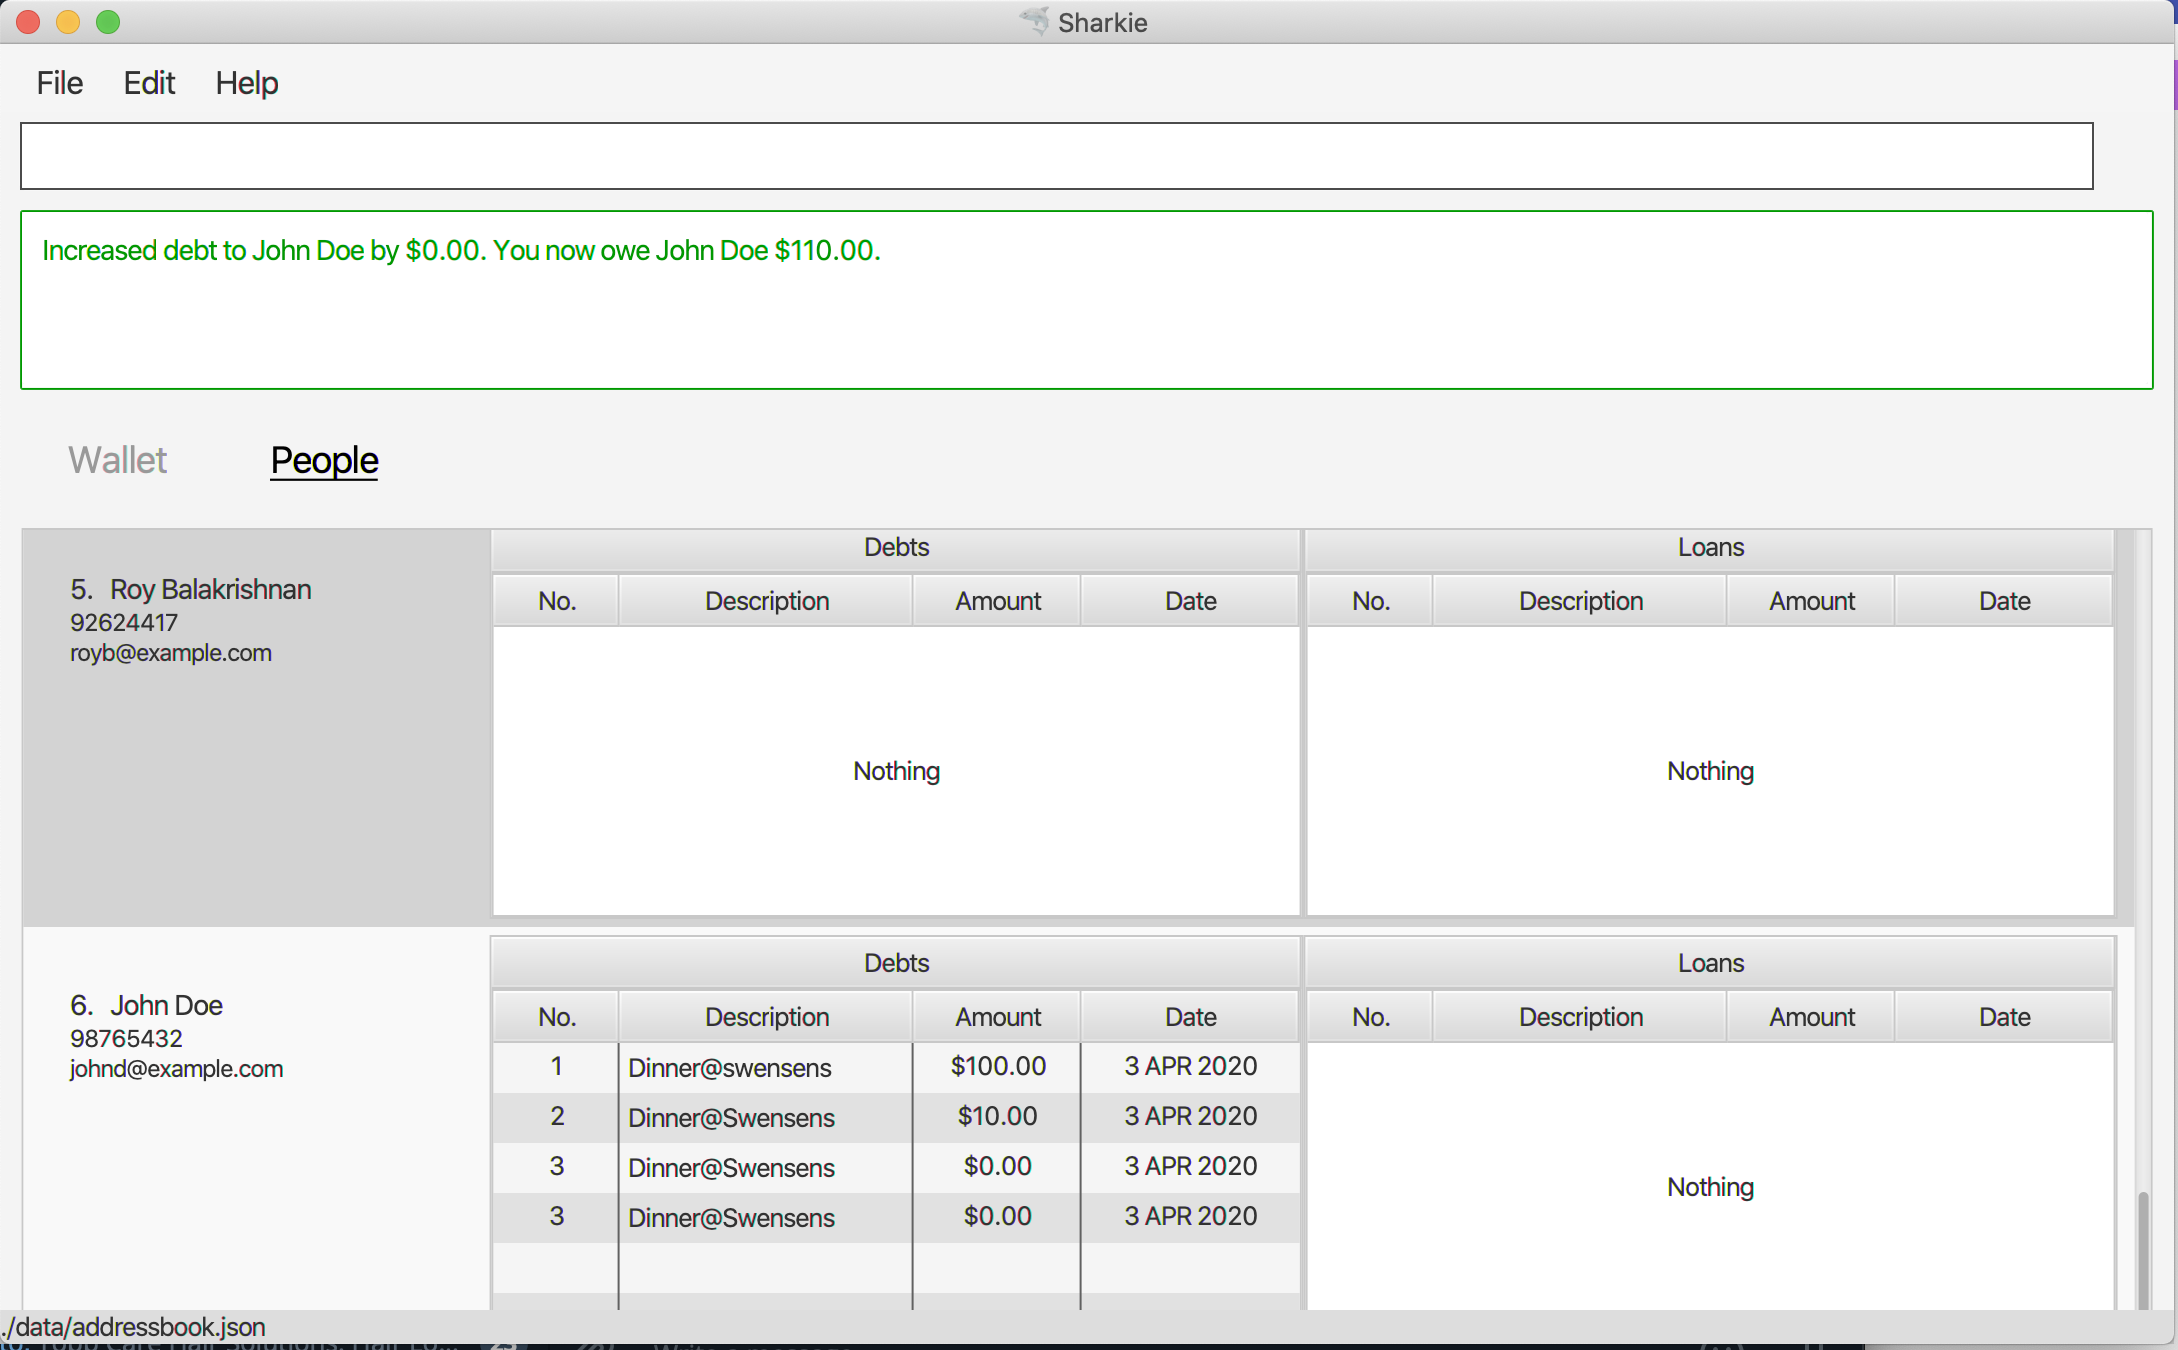 Sharkie
File Edit Help
Increased debt to John Doe by $0.00. You now owe John Doe $110.00.
Wallet People
Debts Loans
5. Roy Balakrishnan
92624417
royb@example.com
No. Description Amount Date No. Description Amount Date
Nothing Nothing
Debts Loans
6. John Doe
98765432
johnd@example.com
No. Description Amount Date No. Description Amount Date
1 Dinner@swensens $100.00 3 APR 2020
2 Dinner@Swensens $10.00 3 APR 2020
3 Dinner@Swensens $0.00 3 APR 2020
3 Dinner@Swensens $0.00 3 APR 2020
Nothing
./data/addressbook.json